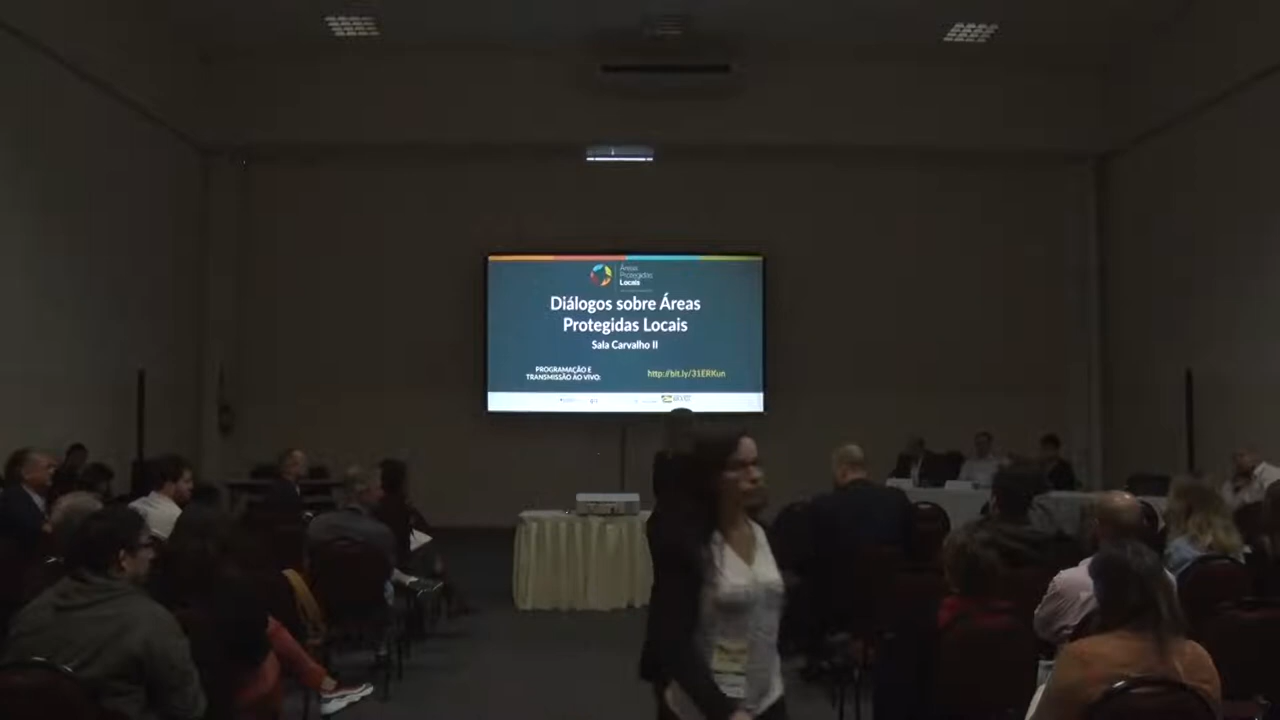 Áreas
Protegidas
Locais
Diálogos sobre Áreas
Protegidas Locais
Sala Carvalho II
PROGRAMAÇÃO E
TRANSMISSÃO AO VIVO:
http://bit.ly/31ERKun